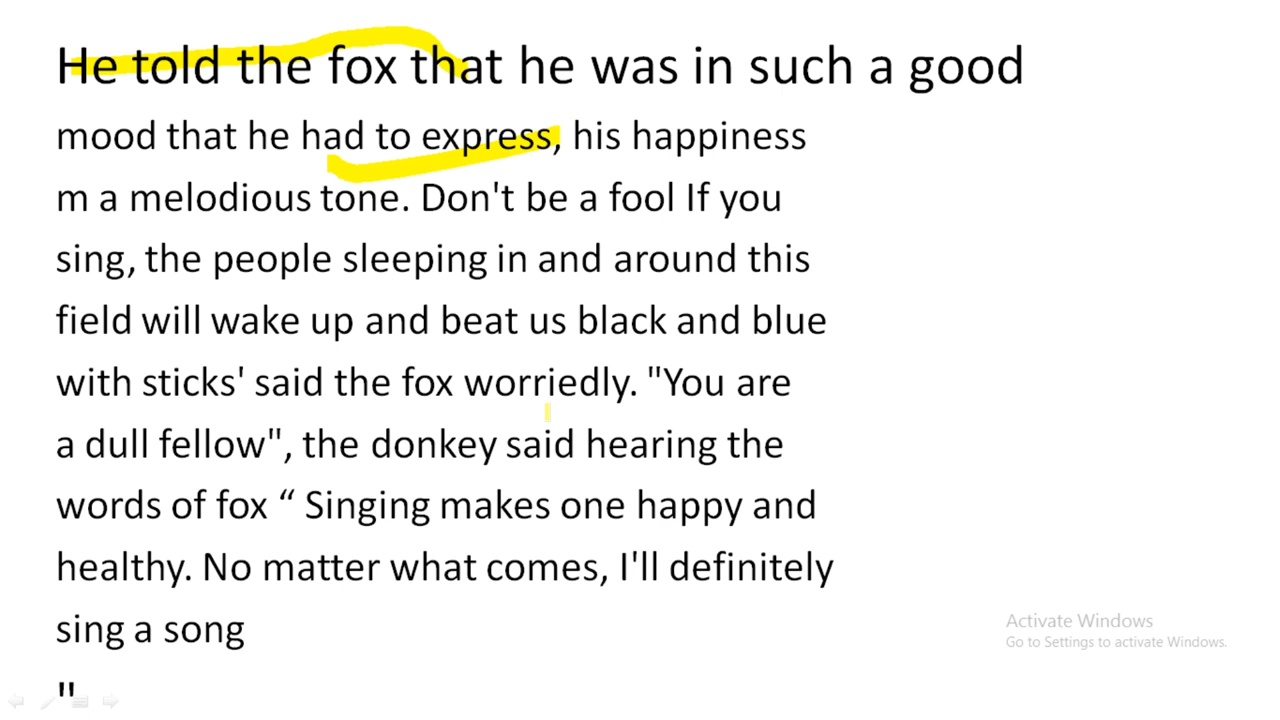 He told the fox that he was in such a good
mood that he had to express, his happiness
m a melodious tone. Don't be a fool If you
sing, the people sleeping in and around this
field will wake up and beat us black and blue
with sticks' said the fox worriedly. "You are
a dull fellow", the donkey said hearing the
words of fox “ Singing makes one happy and
healthy. No matter what comes, I'll definitely
sing a song
"
Activate Windows
Go to Settings to activate Windows.